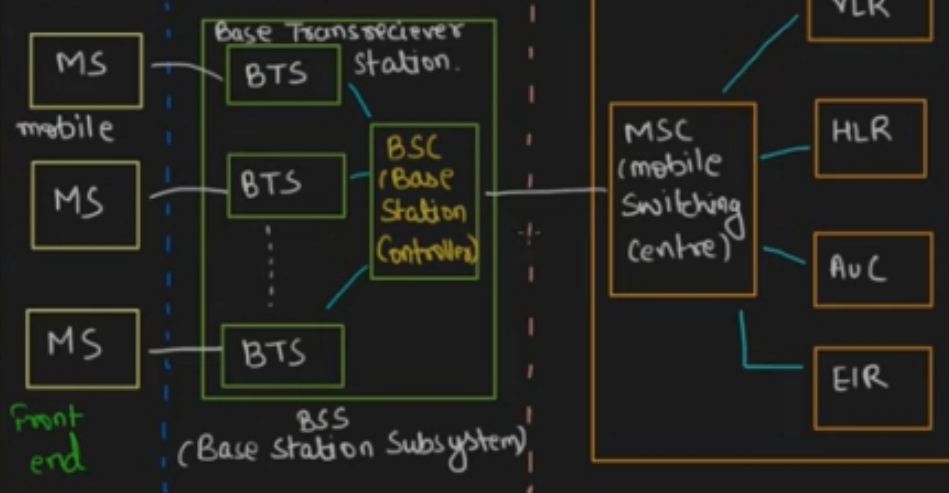 MS
mobile
MS
MS
Front
end
Base Transreciever
Station.
BTS
BTS
BTS
BSC
(Base
Station
Controller)
BSS
(Base Station Subsystem)
MSC
(mobile
Switching
Centre)
VLR
HLR
AuC
EIR